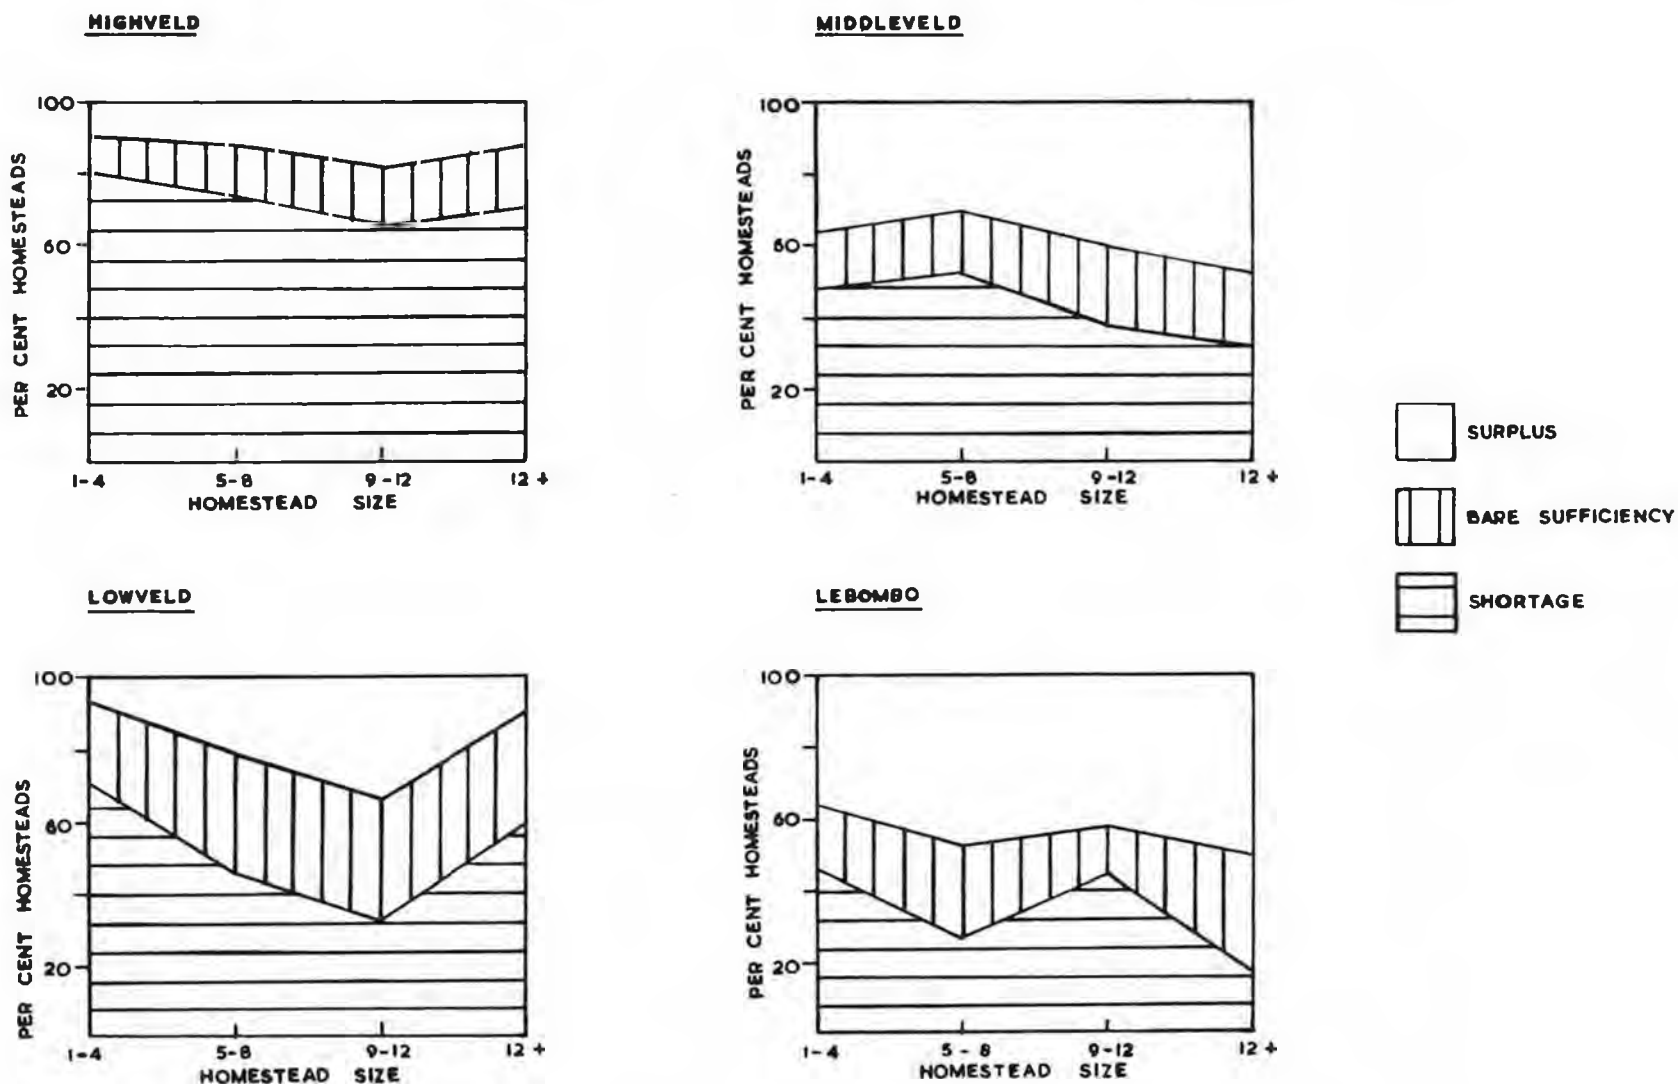 HIGHVELD
100
60
20
PER CENT HOMESTEADS
1-4 5-8 9-12 12 +
HOMESTEAD SIZE
MIDDLEVELD
100
60
20
PER CENT HOMESTEADS
1-4 5-8 9-12 12 +
HOMESTEAD SIZE
SURPLUS
BARE SUFFICIENCY
SHORTAGE
LOWVELD
100
60
20
PER CENT HOMESTEADS
1-4 5-8 9-12 12 +
HOMESTEAD SIZE
LEBOMBO
100
60
20
PER CENT HOMESTEADS
1-4 5-8 9-12 12 +
HOMESTEAD SIZE